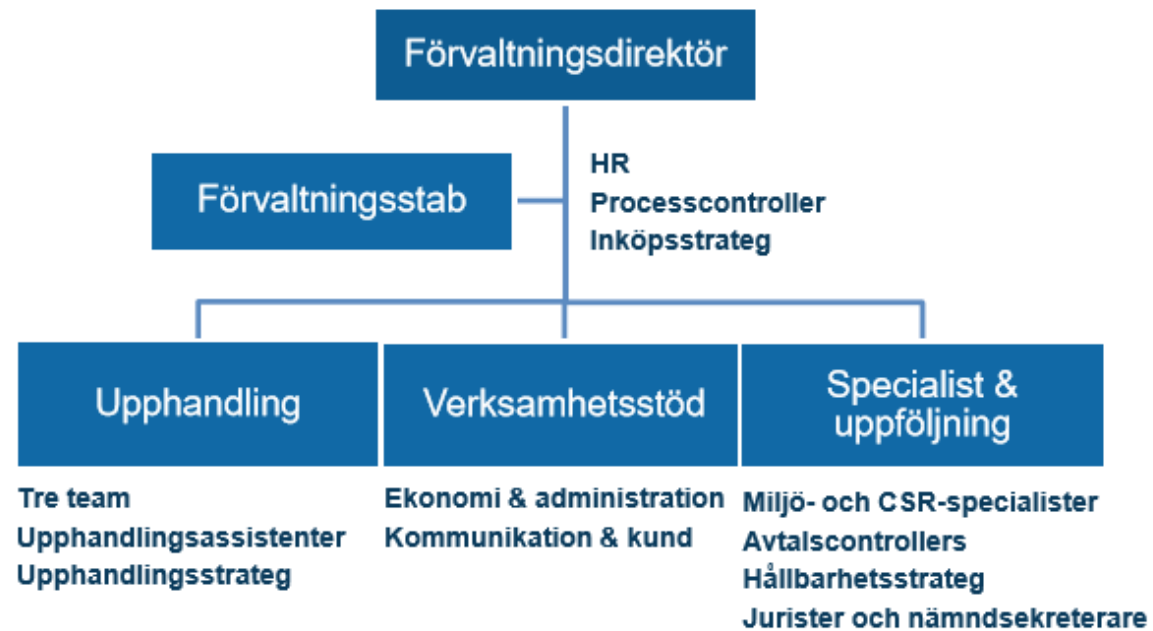 Förvaltningsdirektör
Förvaltningsstab
HR
Processcontroller
Inköpsstrateg
Upphandling
Tre team
Upphandlingsassistenter
Upphandlingsstrateg
Verksamhetsstöd
Ekonomi & administration
Kommunikation & kund
Specialist &
uppföljning
Miljö- och CSR-specialister
Avtalscontrollers
Hållbarhetsstrateg
Jurister och nämndsekreterare